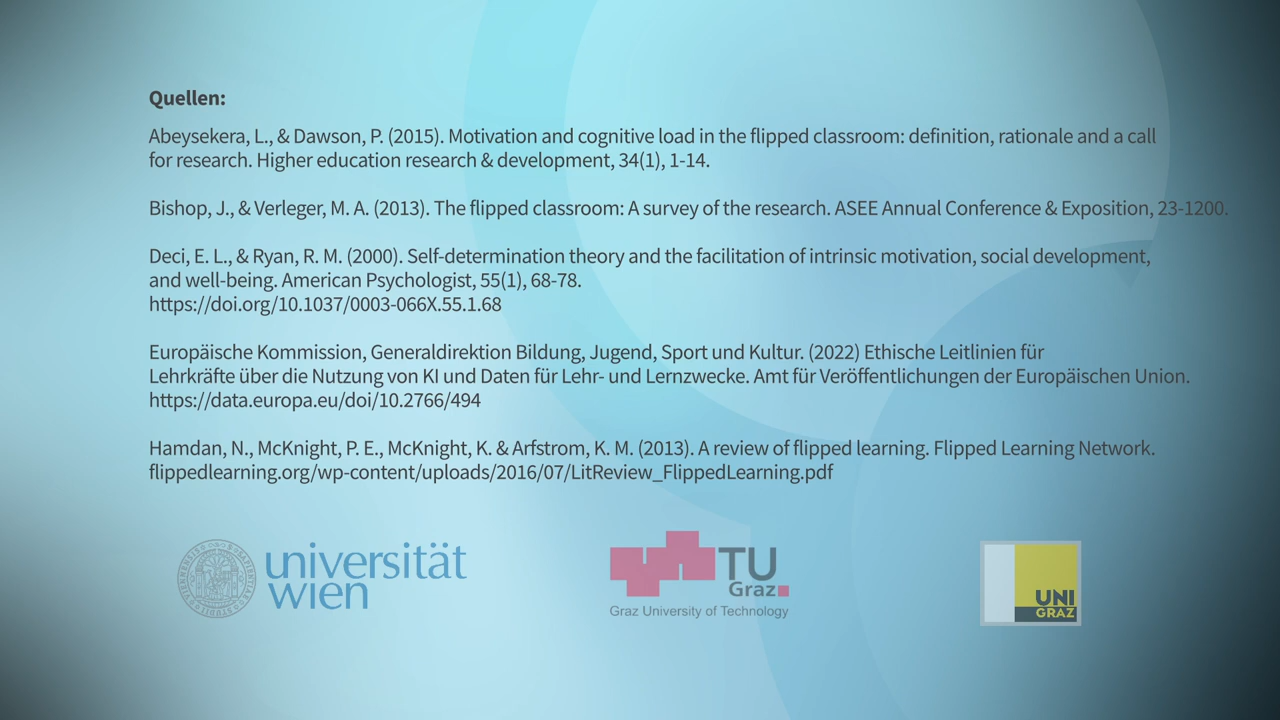 Quellen:
Abeysekera, L., & Dawson, P. (2015). Motivation and cognitive load in the flipped classroom: definition, rationale and a call
for research. Higher education research & development, 34(1), 1-14.
Bishop, J., & Verleger, M. A. (2013). The flipped classroom: A survey of the research. ASEE Annual Conference & Exposition, 23-1200.
Deci, E. L., & Ryan, R. M. (2000). Self-determination theory and the facilitation of intrinsic motivation, social development,
and well-being. American Psychologist, 55(1), 68-78.
https://doi.org/10.1037/0003-066X.55.1.68
Europäische Kommission, Generaldirektion Bildung, Jugend, Sport und Kultur. (2022) Ethische Leitlinien für
Lehrkräfte über die Nutzung von KI und Daten für Lehr- und Lernzwecke. Amt für Veröffentlichungen der Europäischen Union.
https://data.europa.eu/doi/10.2766/494
Hamdan, N., McKnight, P. E., McKnight, K. & Arfstrom, K. M. (2013). A review of flipped learning. Flipped Learning Network.
flippedlearning.org/wp-content/uploads/2016/07/LitReview_FlippedLearning.pdf
universität
wien
TU
Graz
Graz University of Technology
UNI
GRAZ